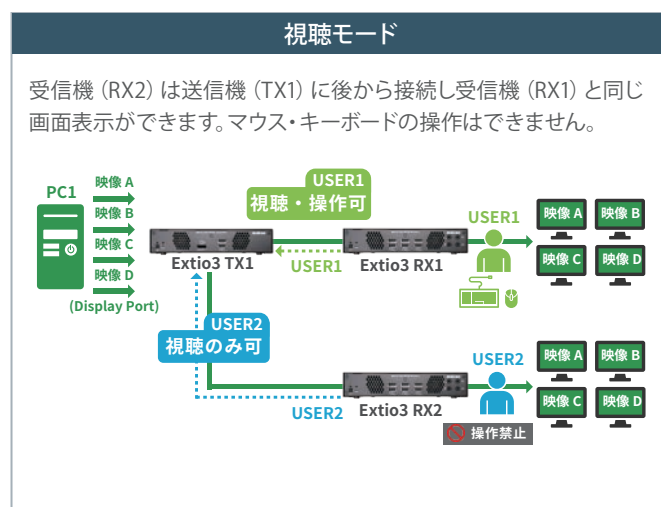 視聴モード
受信機（RX2）は送信機（TX1）に後から接続し受信機（RX1）と同じ
画面表示ができます。マウス・キーボードの操作はできません。
PC1
映像 A
映像 B
映像 C
映像 D
(Display Port)
USER1
視聴・操作可
Extio3 TX1
USER1
Extio3 RX1
USER1
映像 A
映像 B
映像 C
映像 D
USER2
視聴のみ可
USER2
Extio3 RX2
USER2
操作禁止
映像 A
映像 B
映像 C
映像 D